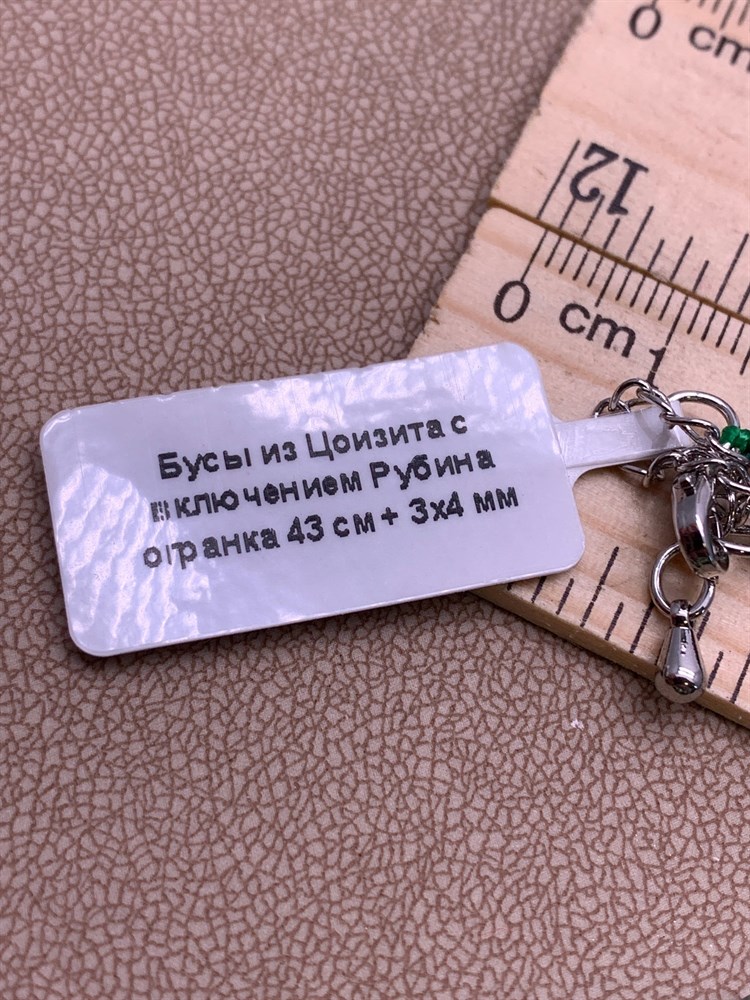 0 cm
12
0 cm 1
Бусы из Цоизита с
включением Рубина
огранка 43 см + 3х4 мм